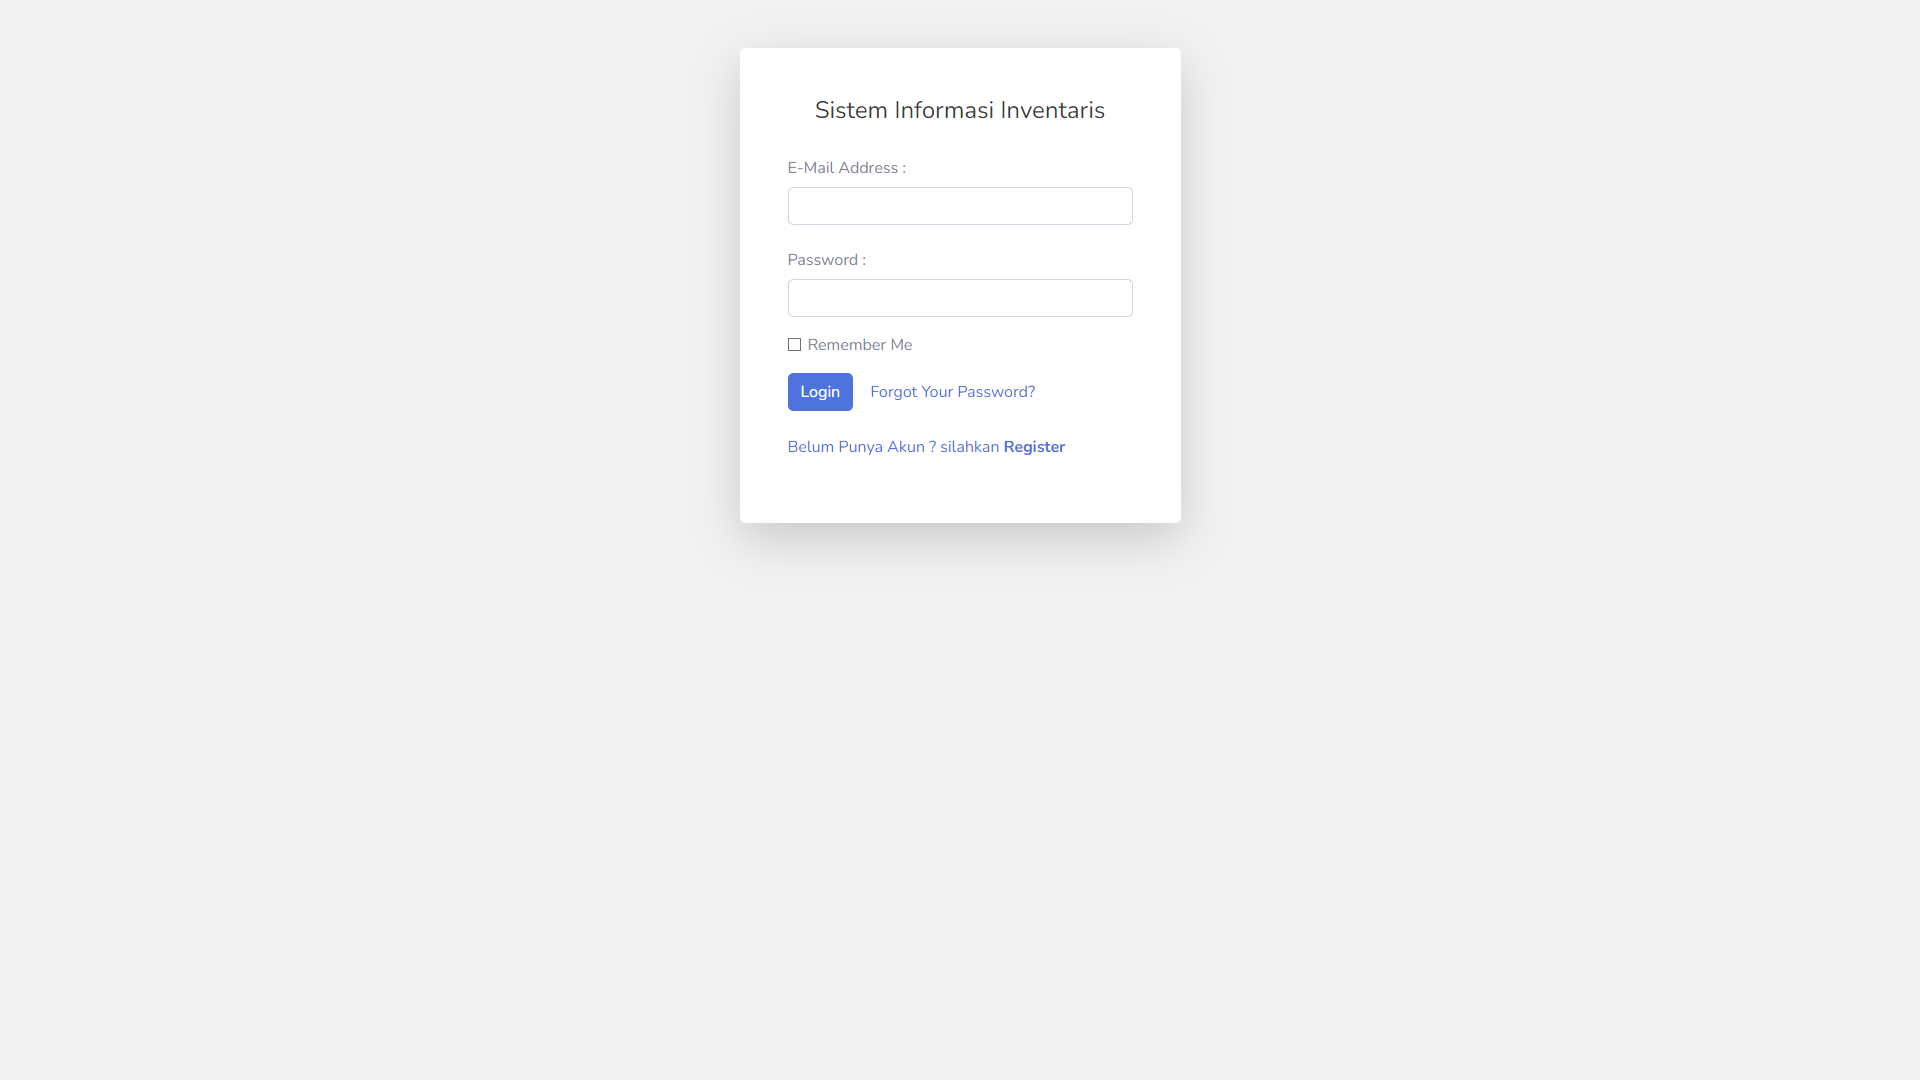 Sistem Informasi Inventaris
E-Mail Address :
Password :
Remember Me
Login Forgot Your Password?
Belum Punya Akun ? silahkan Register